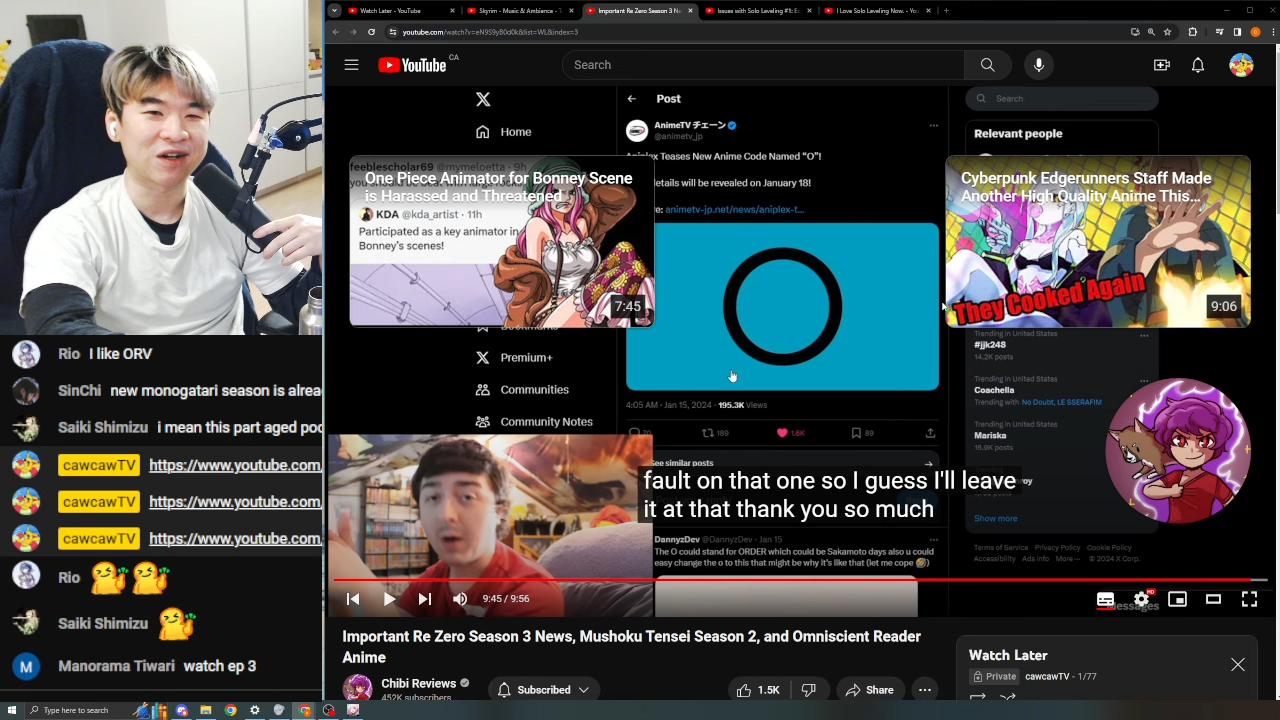 Watch Later - YouTube
Skyrim - Music & Ambience - T
Important Re Zero Season 3 Ne
Issues with Solo Leveling #1: E
I Love Solo Leveling Now. - You
youtube.com/watch?v=eN9S9yB0d0k&list=WL&index=3
YouTube CA
Search
Home
Post
Search
AnimeTV チェーン
@animetv_jp
Relevant people
Teases New Anime Code Named "O"!
details will be revealed on January 18!
animetv-jp.net/news/aniplex-t...
feeblescholar69 @mymeloetta · 9h
One Piece Animator for Bonney Scene
is Harassed and Threatened
KDA @kda_artist · 11h
Participated as a key animator in
Bonney's scenes!
7:45
Cyberpunk Edgerunners Staff Made
Another High Quality Anime This...
They Cooked Again
9:06
Bookmarks
Premium+
Communities
Community Notes
4:05 AM · Jan 15, 2024 · 195.3K Views
70
189
1.6K
89
See similar posts
Trending in United States
#jjk248
14.2K posts
Trending in United States
Coachella
Trending with No Doubt, LE SSERAFIM
Trending in United States
Mariska
Show more
Terms of Service Privacy Policy Cookie Policy
Accessibility Ads info More ··· © 2024 X Corp.
fault on that one so I guess I'll leave
it at that thank you so much
DannyzDev @DannyzDev · Jan 15
The O could stand for ORDER which could be Sakamoto days also u could
easy change the o to this that might be why it's like that (let me cope 🤣)
9:45 / 9:56
HD
Messages
Important Re Zero Season 3 News, Mushoku Tensei Season 2, and Omniscient Reader
Anime
Chibi Reviews
452K subscribers
Subscribed
1.5K
Share
Watch Later
Private cawcawTV - 1/77
Rio I like ORV
SinChi new monogatari season is alrea
Saiki Shimizu i mean this part aged poo
cawcawTV https://www.youtube.com
cawcawTV https://www.youtube.com
cawcawTV https://www.youtube.com
Rio
Saiki Shimizu
M Manorama Tiwari watch ep 3
Type here to search